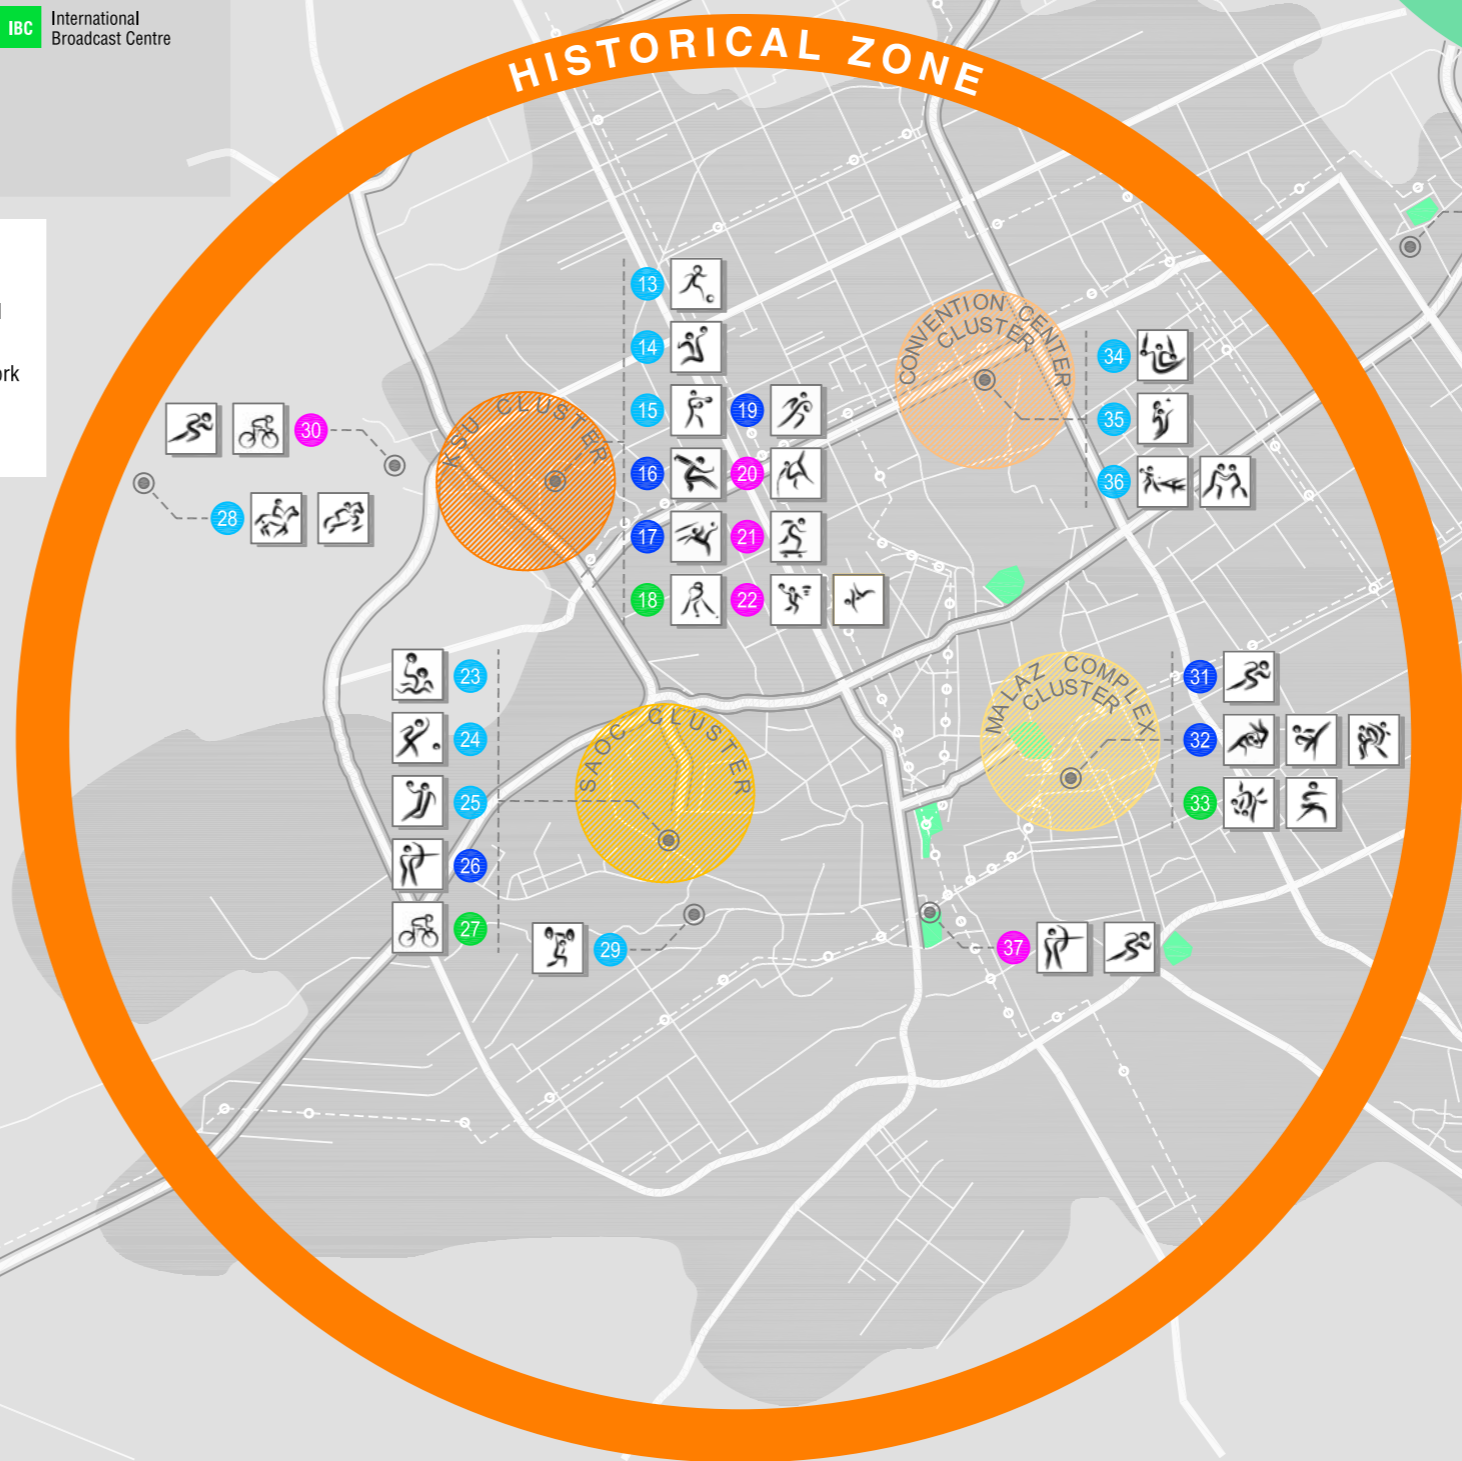 IBC
International
Broadcast Centre
HISTORICAL ZONE
ork
13
14
15
19
16
20
17
21
18
22
CONVENTION CENTER
CLUSTER
34
35
36
KSU CLUSTER
30
28
23
24
25
26
27
SAOC CLUSTER
29
MALAZ COMPLEX
CLUSTER
31
32
33
37